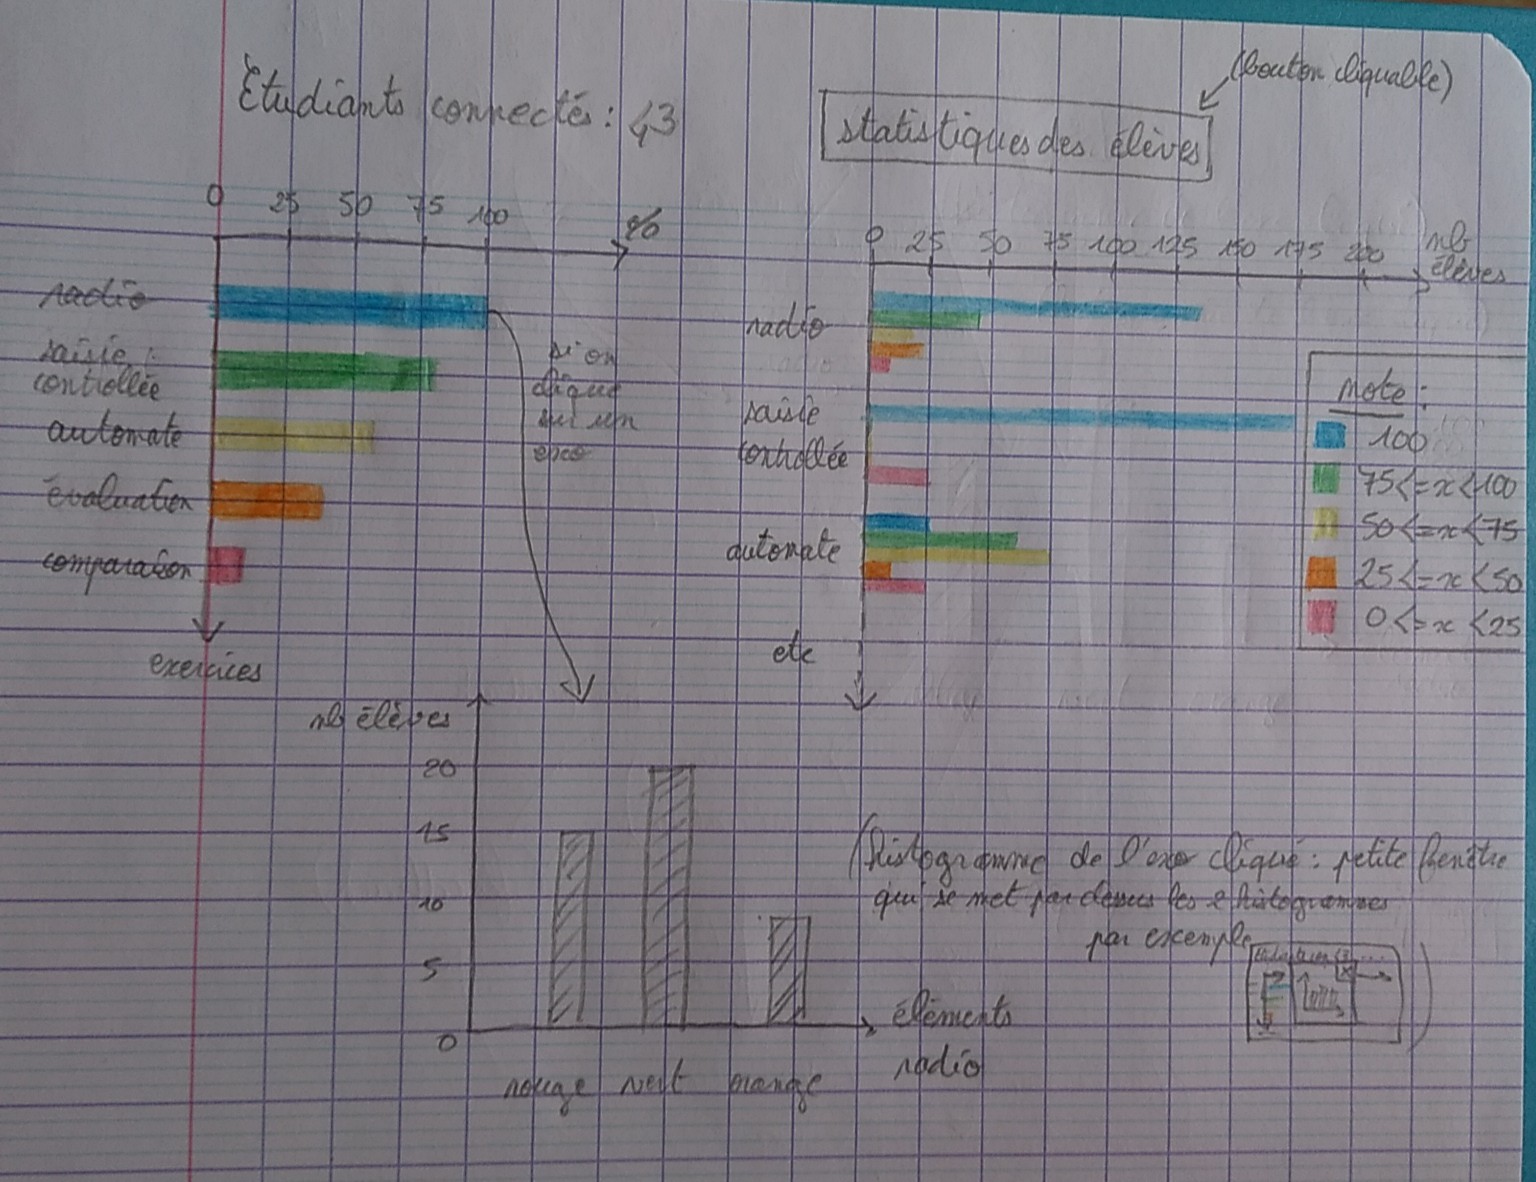 Etudiants connectés : 43
(bouton cliquable)
statistiques des élèves
0 25 50 75 100 %
radio
saisie :
controllée
automate
évaluation
comparaison
exercices
si on
clique
sur un
exo
0 25 50 75 100 125 150 175 200 nb
élèves
radio
saisie
controllée
automate
etc
note :
100
75<=x<100
50<=x<75
25<=x<50
0<=x<25
nb élèves
20
15
10
5
0
rouge vert orange
éléments
radio
(histogramme de l'exo cliqué : petite fenêtre
qui se met par dessus les 2 histogrammes
par exemple
)